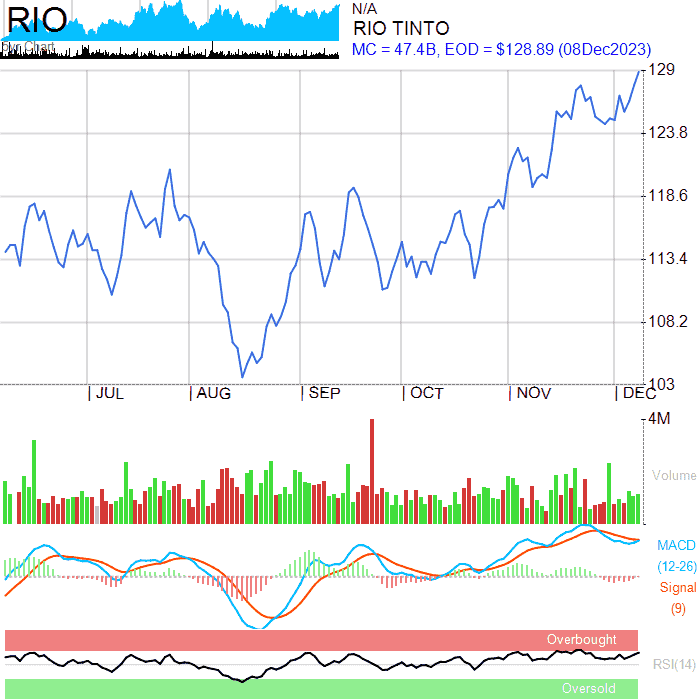 RIO
N/A
RIO TINTO
MC = 47.4B, EOD = $128.89 (08Dec2023)
129
123.8
118.6
113.4
108.2
103
JUL AUG SEP OCT NOV DEC
4M
Volume
MACD
(12-26)
Signal
(9)
Overbought
RSI(14)
Oversold